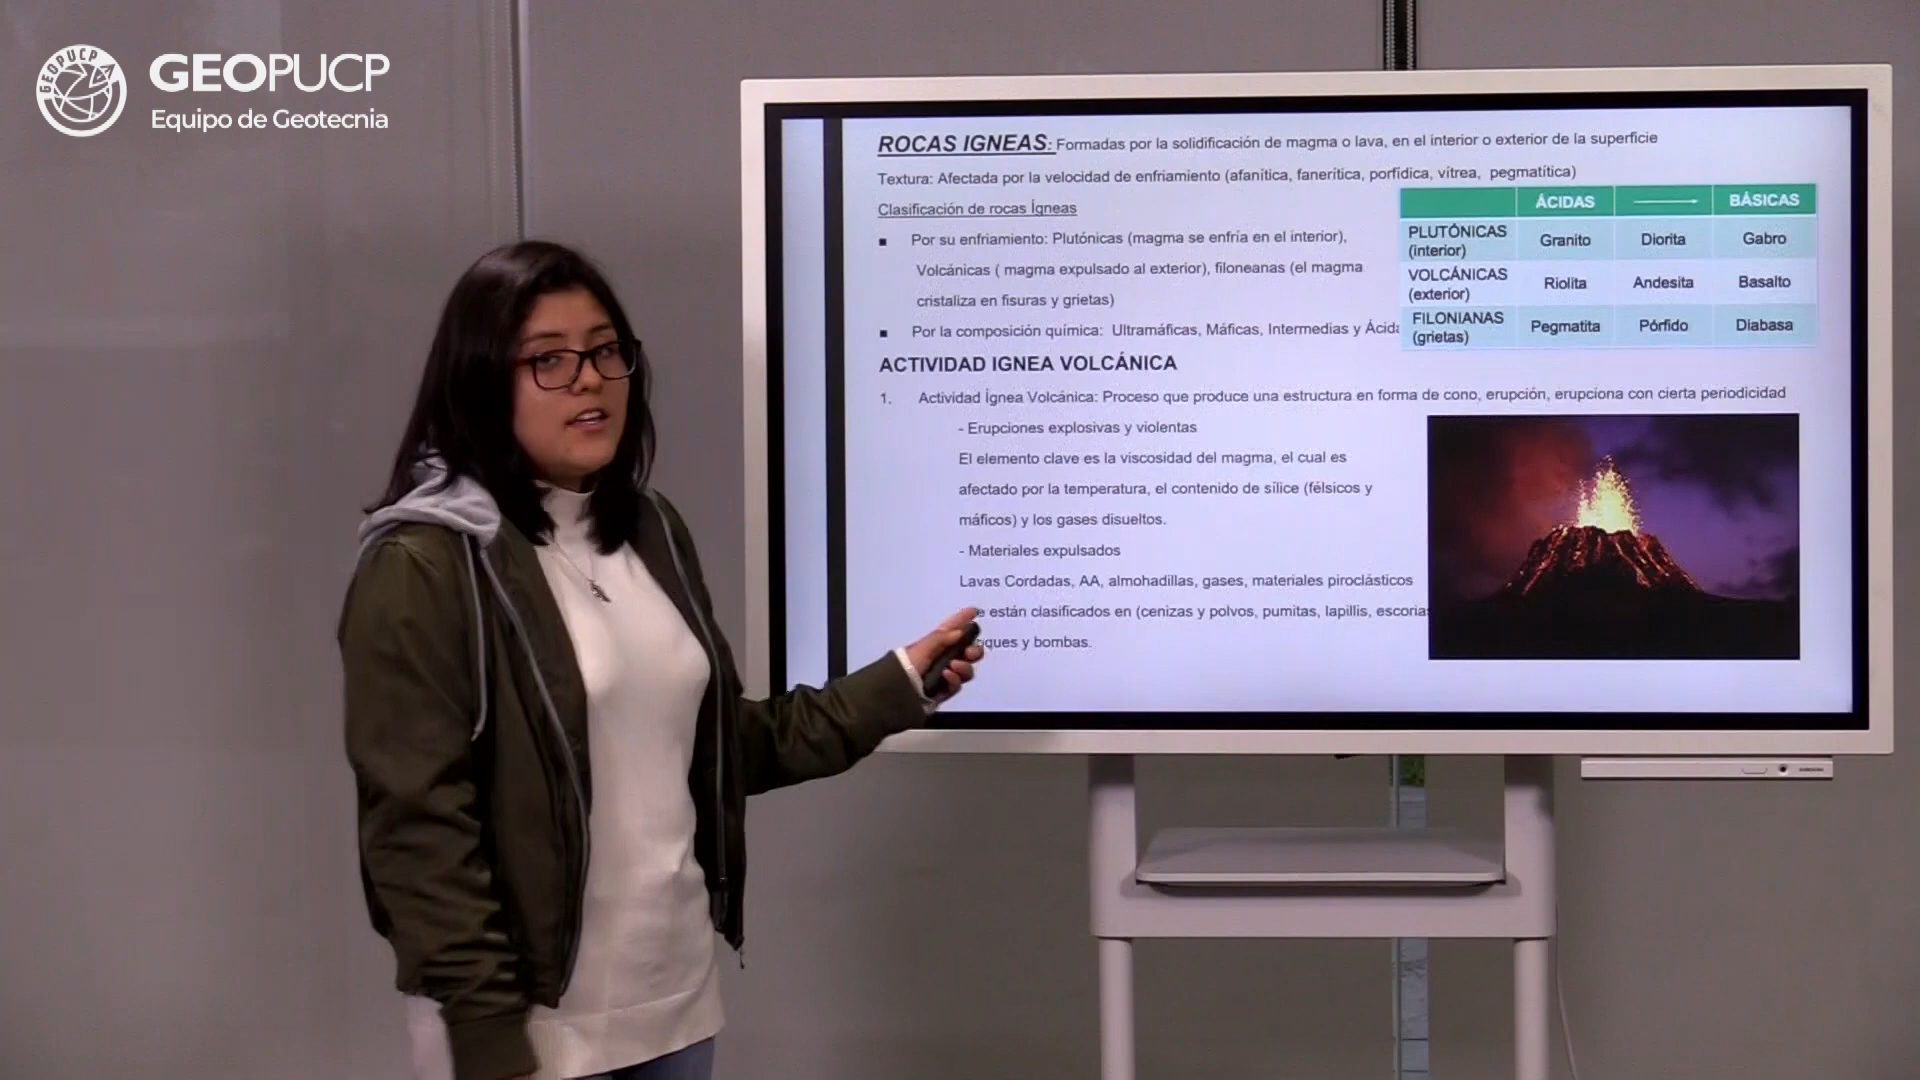 GEOPUCP
GEOPUCP
Equipo de Geotecnia
ROCAS IGNEAS: Formadas por la solidificación de magma o lava, en el interior o exterior de la superficie
Textura: Afectada por la velocidad de enfriamiento (afanítica, fanerítica, porfídica, vítrea, pegmatítica)
Clasificación de rocas Ígneas
■ Por su enfriamiento: Plutónicas (magma se enfría en el interior),
Volcánicas ( magma expulsado al exterior), filoneanas (el magma
cristaliza en fisuras y grietas)
■ Por la composición química: Ultramáficas, Máficas, Intermedias y
ÁCIDAS BÁSICAS
PLUTÓNICAS (interior) Granito Diorita Gabro
VOLCÁNICAS (exterior) Riolita Andesita Basalto
FILONIANAS (grietas) Pegmatita Pórfido Diabasa
ACTIVIDAD IGNEA VOLCÁNICA
1. Actividad Ígnea Volcánica: Proceso que produce una estructura en forma de cono, erupción, erupciona con cierta periodicidad
- Erupciones explosivas y violentas
El elemento clave es la viscosidad del magma, el cual es
afectado por la temperatura, el contenido de sílice (félsicos y
máficos) y los gases disueltos.
- Materiales expulsados
Lavas Cordadas, AA, almohadillas, gases, materiales piroclásticos
están clasificados en (cenizas y polvos, pumitas, lapillis, escorias
y bombas.
SAMSUNG